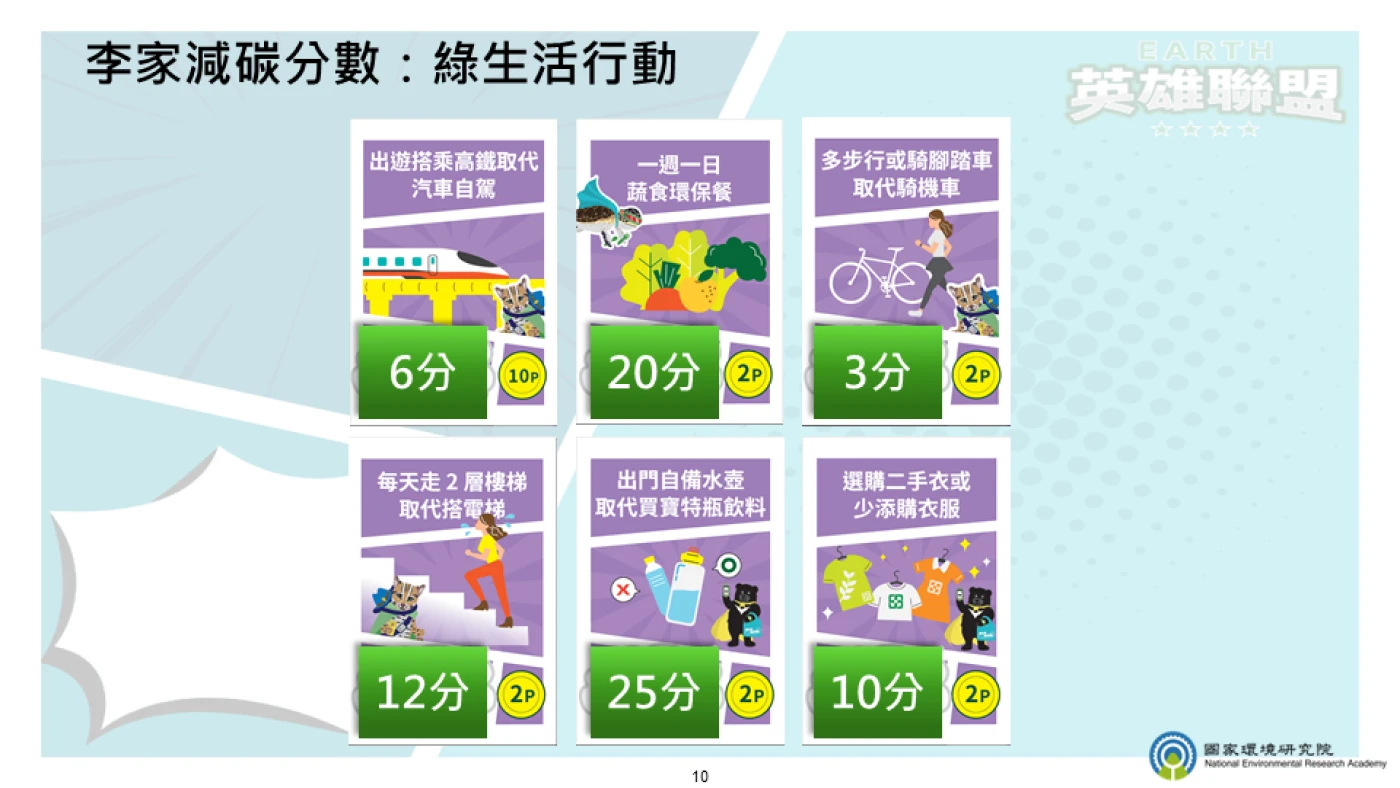 李家減碳分數：綠生活行動
EARTH
英雄聯盟
出遊搭乘高鐵取代
汽車自駕
6分
10P
一週一日
蔬食環保餐
20分
2P
多步行或騎腳踏車
取代騎機車
3分
2P
每天走2層樓梯
取代搭電梯
12分
2P
出門自備水壺
取代買寶特瓶飲料
25分
2P
選購二手衣或
少添購衣服
10分
2P
國家環境研究院
National Environmental Research Academy
10